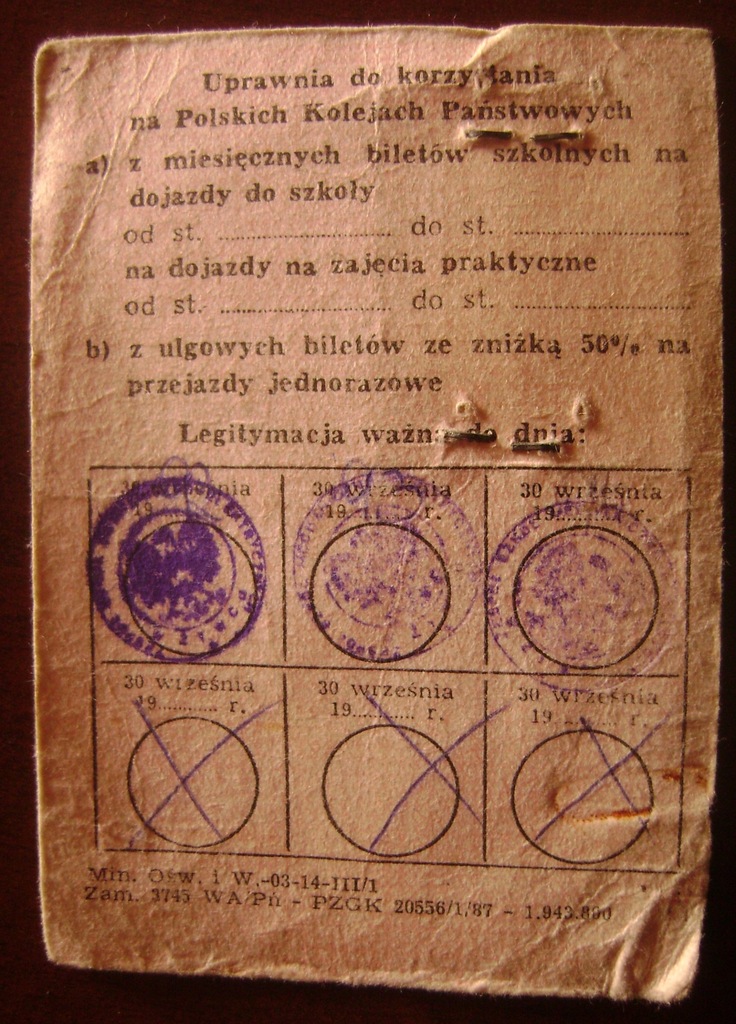 Uprawnia do korzystania
na Polskich Kolejach Państwowych
a) z miesięcznych biletów szkolnych na
dojazdy do szkoły
od st. .............................. do st. ..............................
na dojazdy na zajęcia praktyczne
od st. .............................. do st. ..............................
b) z ulgowych biletów ze zniżką 50% na
przejazdy jednorazowe
Legitymacja ważna do dnia:
30 września 30 września 30 września
19 19 ............ r. 19 ............ r.
30 września 30 września 30 września
19 ............ r. 19 ............ r. 19 ............ r.
Min. Ośw. i W.-03-14-III/1
Zam. 3745 WA/Pń - PZGK 20556/1/87 - 1.943.800